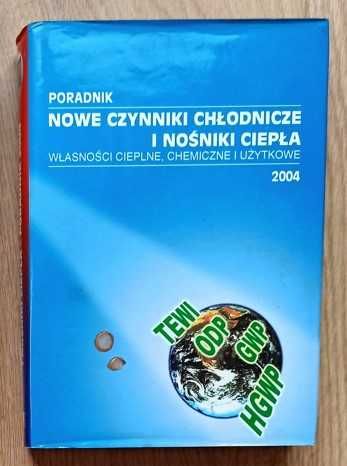 PORADNIK
NOWE CZYNNIKI CHŁODNICZE
I NOŚNIKI CIEPŁA
WŁASNOŚCI CIEPLNE, CHEMICZNE I UŻYTKOWE
2004
TEWI
ODP
GWP
HGWP